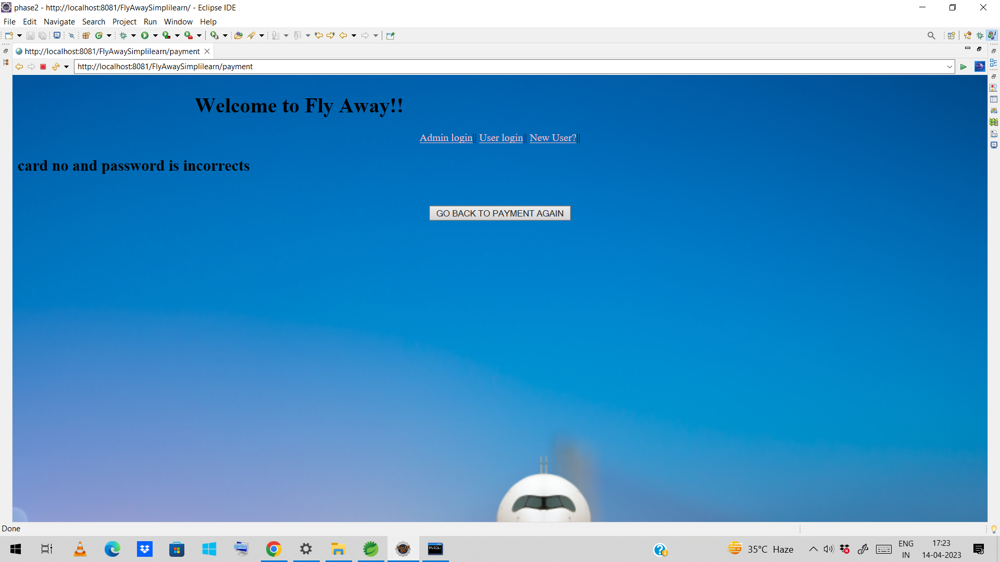 phase2 - http://localhost:8081/FlyAwaySimplilearn/ - Eclipse IDE
File Edit Navigate Search Project Run Window Help
http://localhost:8081/FlyAwaySimplilearn/payment
http://localhost:8081/FlyAwaySimplilearn/payment
Welcome to Fly Away!!
Admin login|| User login|| New User?||
card no and password is incorrects
GO BACK TO PAYMENT AGAIN
Done
35°C Haze
ENG
IN
17:23
14-04-2023